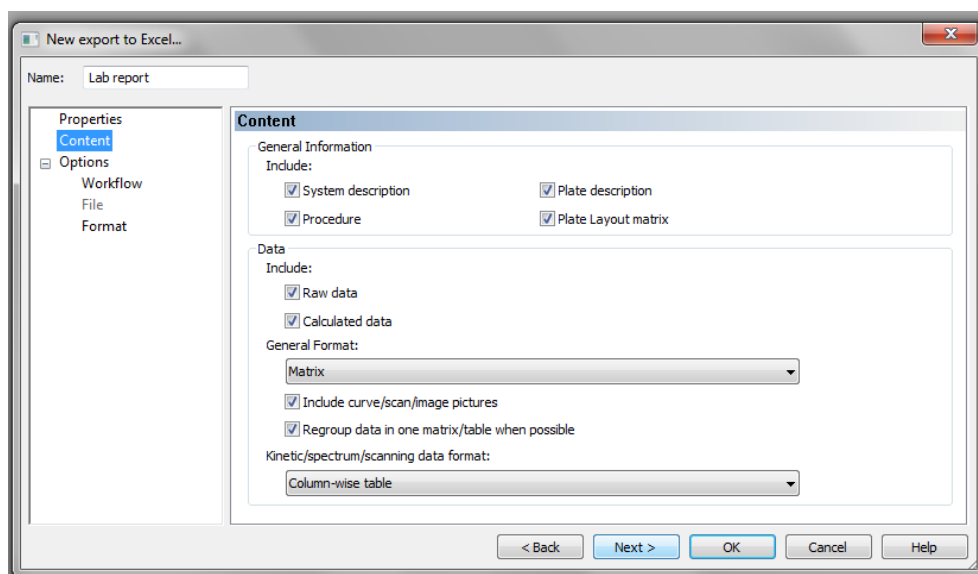 New export to Excel...
Name: Lab report
Properties
Content
Options
Workflow
File
Format
Content
General Information
Include:
System description Plate description
Procedure Plate Layout matrix
Data
Include:
Raw data
Calculated data
General Format:
Matrix
Include curve/scan/image pictures
Regroup data in one matrix/table when possible
Kinetic/spectrum/scanning data format:
Column-wise table
< Back Next > OK Cancel Help